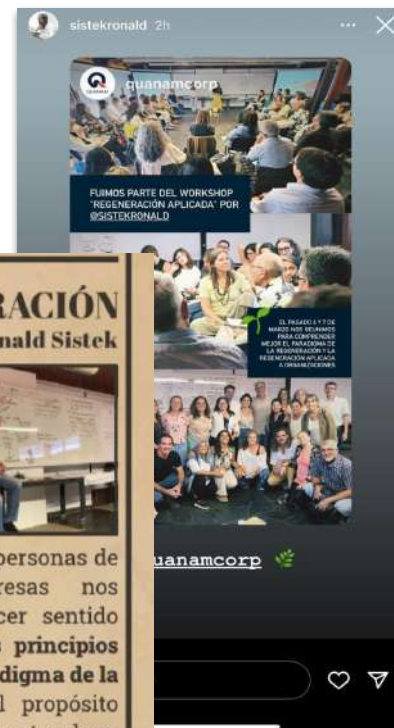 sistekronald 2h
quanamcorp
QUANAM
FUIMOS PARTE DEL WORKSHOP
"REGENERACIÓN APLICADA" POR
@SISTEKRONALD
EL PASADO 6 Y 7 DE
MARZO NOS REUNIMOS
PARA COMPRENDER
MEJOR EL PARADIGMA DE
LA REGENERACIÓN Y LA
REGENERACIÓN APLICADA
A ORGANIZACIONES
uanamcorp
RACIÓN
nald Sistek
personas de
resas nos
cer sentido
principios
digma de la
l propósito